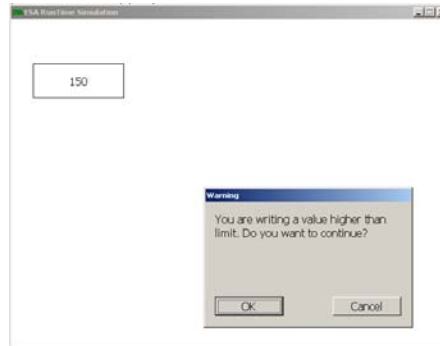 VSA RunTime Simulation
150
Warning
You are writing a value higher than
limit. Do you want to continue?
OK
Cancel